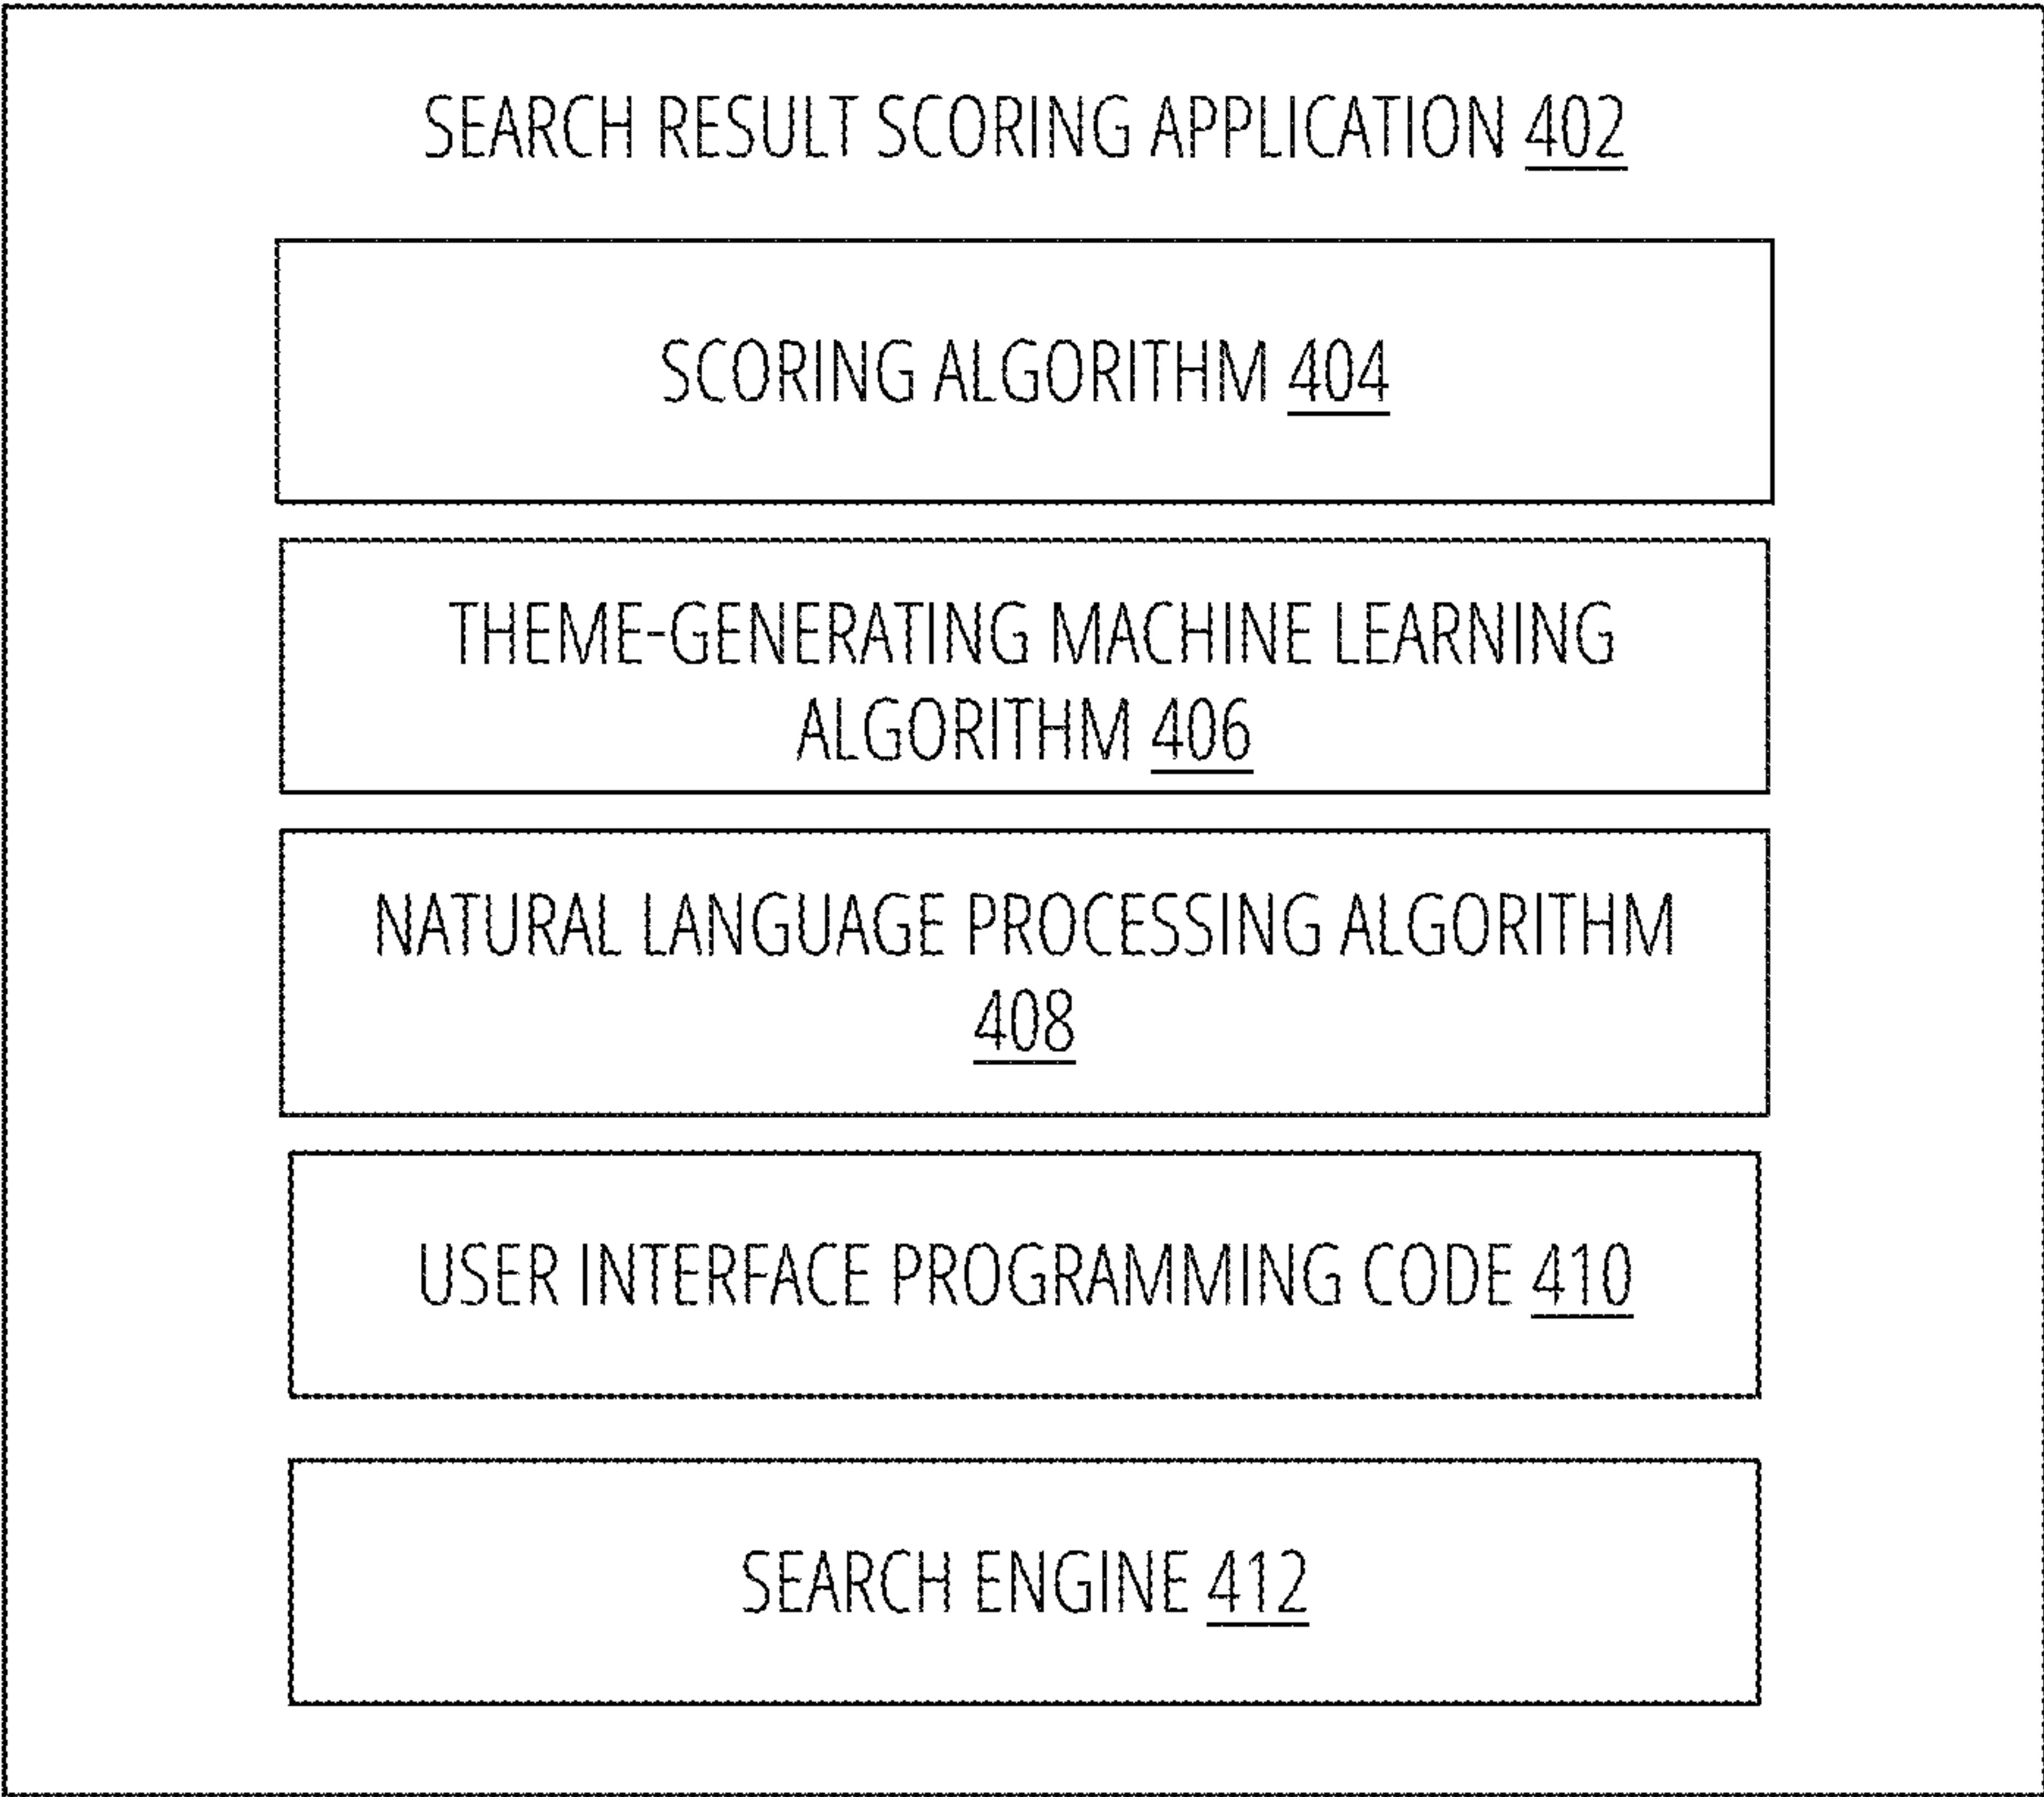 SEARCH RESULT SCORING APPLICATION 402
SCORING ALGORITHM 404
THEME-GENERATING MACHINE LEARNING
ALGORITHM 406
NATURAL LANGUAGE PROCESSING ALGORITHM
408
USER INTERFACE PROGRAMMING CODE 410
SEARCH ENGINE 412